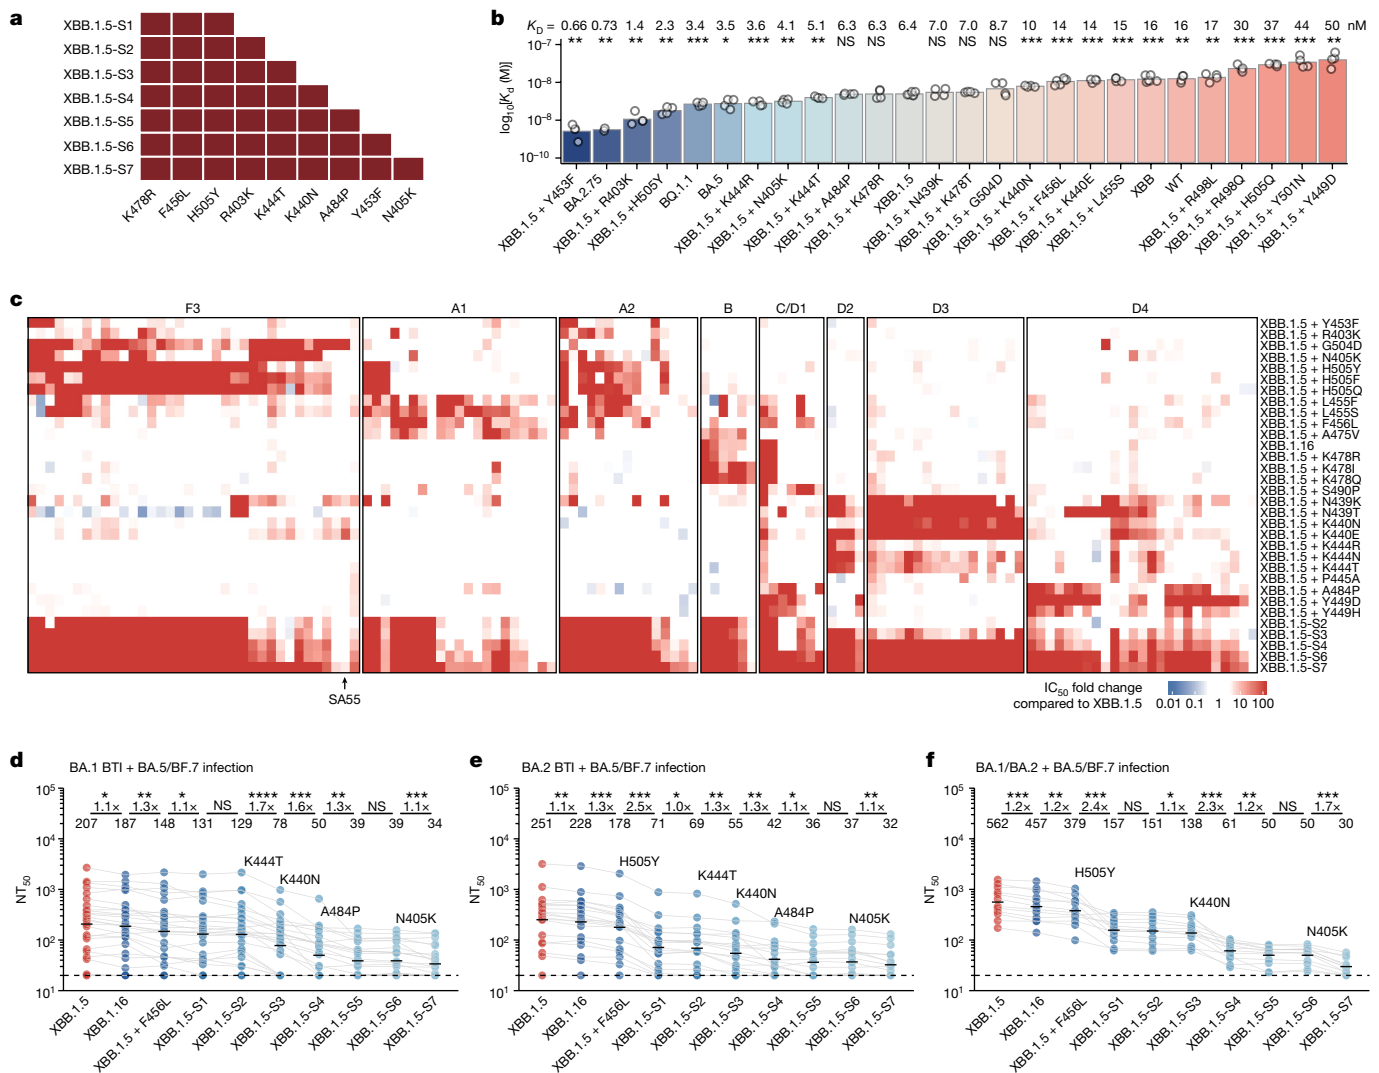 a
XBB.1.5-S1
XBB.1.5-S2
XBB.1.5-S3
XBB.1.5-S4
XBB.1.5-S5
XBB.1.5-S6
XBB.1.5-S7
K478R
F456L
H505Y
R403K
K444T
K440N
A484P
Y453F
N405K
b
KD = 0.66 0.73 1.4 2.3 3.4 3.5 3.6 4.1 5.1 6.3 6.3 6.4 7.0 7.0 8.7 10 14 14 15 16 16 17 30 37 44 50 nM
** ** ** ** *** * *** ** ** NS NS NS NS NS *** *** *** *** *** ** ** *** *** *** **
log10[Kd (M)]
10−7
10−8
10−8
10−10
XBB.1.5 + Y453F
BA.2.75
XBB.1.5 + R403K
XBB.1.5 +H505Y
BQ.1.1
BA.5
XBB.1.5 + K444R
XBB.1.5 + N405K
XBB.1.5 + K444T
XBB.1.5 + A484P
XBB.1.5 + K478R
XBB.1.5
XBB.1.5 + N439K
XBB.1.5 + K478T
XBB.1.5 + G504D
XBB.1.5 + K440N
XBB.1.5 + F456L
XBB.1.5 + K440E
XBB.1.5 + L455S
XBB
WT
XBB.1.5 + R498L
XBB.1.5 + R498Q
XBB.1.5 + H505Q
XBB.1.5 + Y501N
XBB.1.5 + Y449D
c
F3 A1 A2 B C/D1 D2 D3 D4
XBB.1.5 + Y453F
XBB.1.5 + R403K
XBB.1.5 + G504D
XBB.1.5 + N405K
XBB.1.5 + H505Y
XBB.1.5 + H505F
XBB.1.5 + H505Q
XBB.1.5 + L455F
XBB.1.5 + L455S
XBB.1.5 + F456L
XBB.1.5 + A475V
XBB.1.16
XBB.1.5 + K478R
XBB.1.5 + K478I
XBB.1.5 + K478Q
XBB.1.5 + S490P
XBB.1.5 + N439K
XBB.1.5 + N439T
XBB.1.5 + K440N
XBB.1.5 + K440E
XBB.1.5 + K444R
XBB.1.5 + K444N
XBB.1.5 + K444T
XBB.1.5 + P445A
XBB.1.5 + A484P
XBB.1.5 + Y449D
XBB.1.5 + Y449H
XBB.1.5-S2
XBB.1.5-S3
XBB.1.5-S4
XBB.1.5-S6
XBB.1.5-S7
SA55
IC50 fold change
compared to XBB.1.5
0.01 0.1 1 10 100
d
BA.1 BTI + BA.5/BF.7 infection
* ** * NS **** *** ** NS ***
1.1× 1.3× 1.1× 1.7× 1.6× 1.3× 1.1×
207 187 148 131 129 78 50 39 39 34
NT50
105
104
103
102
101
K444T
K440N
A484P
N405K
XBB.1.5
XBB.1.16
XBB.1.5 + F456L
XBB.1.5-S1
XBB.1.5-S2
XBB.1.5-S3
XBB.1.5-S4
XBB.1.5-S5
XBB.1.5-S6
XBB.1.5-S7
e
BA.2 BTI + BA.5/BF.7 infection
** *** *** * ** ** * NS **
1.1× 1.3× 2.5× 1.0× 1.3× 1.3× 1.1× 1.1×
251 228 178 71 69 55 42 36 37 32
NT50
105
104
103
102
101
H505Y
K444T
K440N
A484P
N405K
XBB.1.5
XBB.1.16
XBB.1.5 + F456L
XBB.1.5-S1
XBB.1.5-S2
XBB.1.5-S3
XBB.1.5-S4
XBB.1.5-S5
XBB.1.5-S6
XBB.1.5-S7
f
BA.1/BA.2 + BA.5/BF.7 infection
*** ** *** NS * *** ** NS ***
1.2× 1.2× 2.4× 1.1× 2.3× 1.2× 1.7×
562 457 379 157 151 138 61 50 50 30
NT50
105
104
103
102
101
H505Y
K440N
N405K
XBB.1.5
XBB.1.16
XBB.1.5 + F456L
XBB.1.5-S1
XBB.1.5-S2
XBB.1.5-S3
XBB.1.5-S4
XBB.1.5-S5
XBB.1.5-S6
XBB.1.5-S7